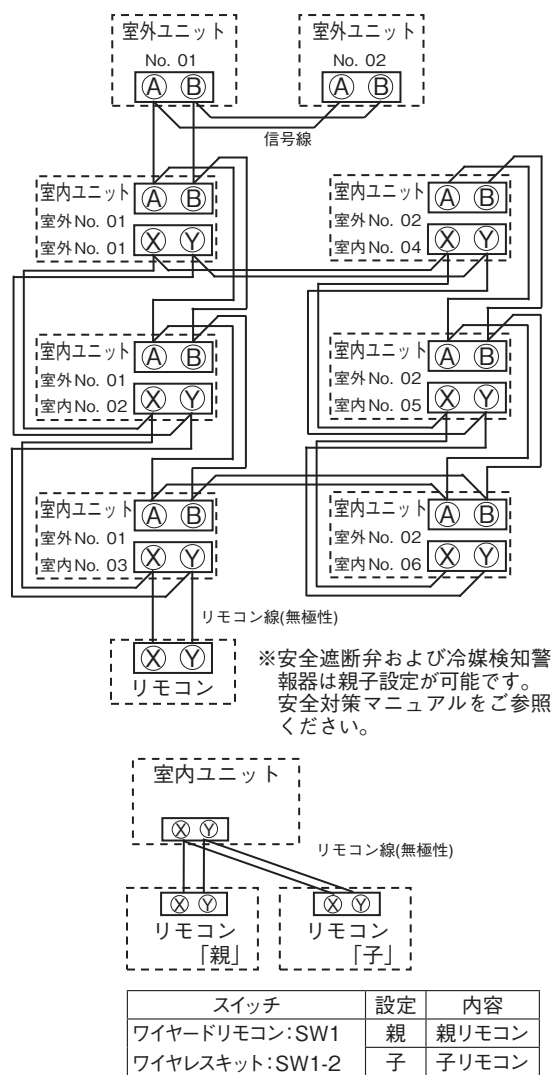 室外ユニット 室外ユニット
No. 01 No. 02
Ⓐ Ⓑ Ⓐ Ⓑ
信号線
室内ユニット Ⓐ Ⓑ
室外No. 01
室外No. 01 Ⓧ Ⓨ
室内ユニット Ⓐ Ⓑ
室外No. 02
室内No. 04 Ⓧ Ⓨ
室内ユニット Ⓐ Ⓑ
室外No. 01
室内No. 02 Ⓧ Ⓨ
室内ユニット Ⓐ Ⓑ
室外No. 02
室内No. 05 Ⓧ Ⓨ
室内ユニット Ⓐ Ⓑ
室外No. 01
室内No. 03 Ⓧ Ⓨ
室内ユニット Ⓐ Ⓑ
室外No. 02
室内No. 06 Ⓧ Ⓨ
リモコン線(無極性)
Ⓧ Ⓨ
リモコン
※安全遮断弁および冷媒検知警
報器は親子設定が可能です。
安全対策マニュアルをご参照
ください。
室内ユニット
Ⓧ Ⓨ
リモコン線(無極性)
Ⓧ Ⓨ Ⓧ Ⓨ
リモコン リモコン
「親」 「子」
スイッチ 設定 内容
ワイヤードリモコン:SW1 親 親リモコン
ワイヤレスキット:SW1-2 子 子リモコン